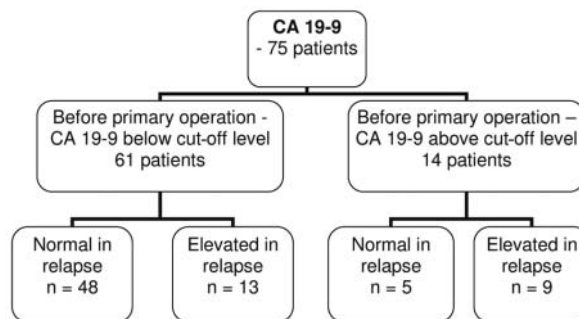 CA 19-9
- 75 patients
Before primary operation -
CA 19-9 below cut-off level
61 patients
Before primary operation –
CA 19-9 above cut-off level
14 patients
Normal in
relapse
n = 48
Elevated in
relapse
n = 13
Normal in
relapse
n = 5
Elevated in
relapse
n = 9